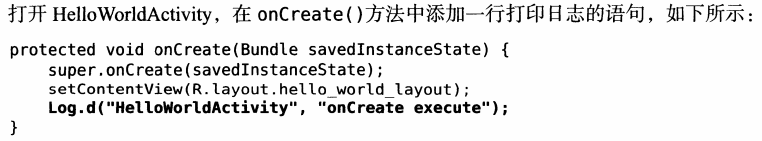 打开 HelloWorldActivity，在 onCreate()方法中添加一行打印日志的语句，如下所示：
protected void onCreate(Bundle savedInstanceState) {
    super.onCreate(savedInstanceState);
    setContentView(R.layout.hello_world_layout);
    Log.d("HelloWorldActivity", "onCreate execute");
}